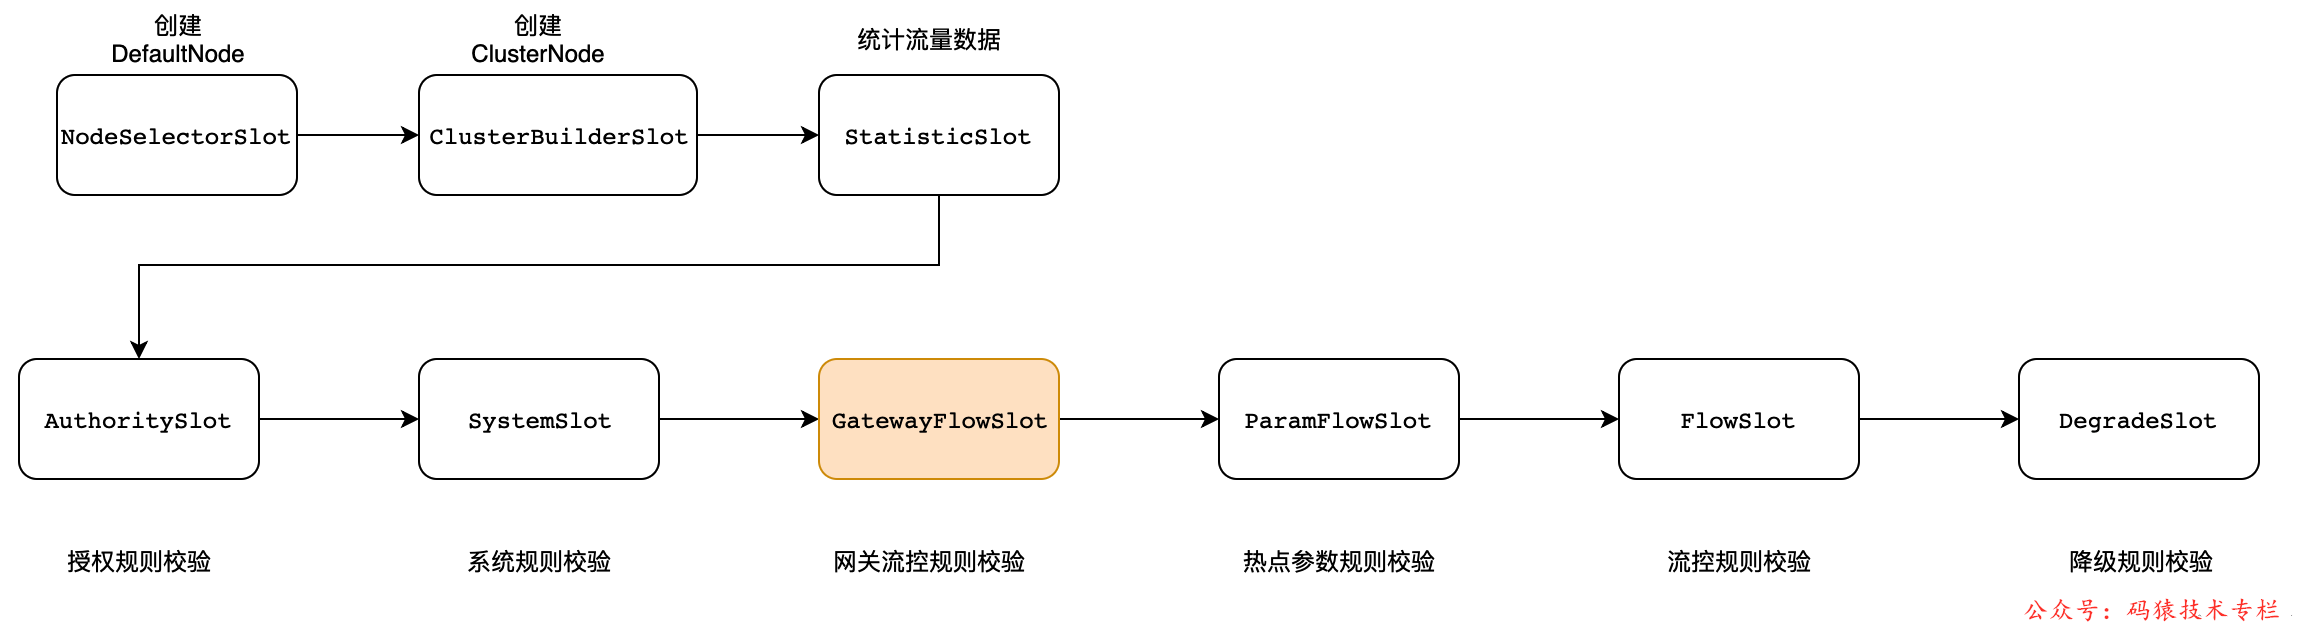 创建
DefaultNode
创建
ClusterNode
统计流量数据
NodeSelectorSlot
ClusterBuilderSlot
StatisticSlot
AuthoritySlot
SystemSlot
GatewayFlowSlot
ParamFlowSlot
FlowSlot
DegradeSlot
授权规则校验
系统规则校验
网关流控规则校验
热点参数规则校验
流控规则校验
降级规则校验
公众号：码猿技术专栏